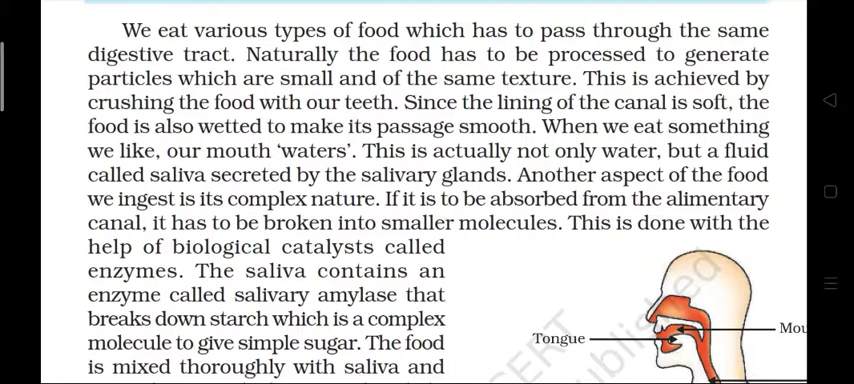 We eat various types of food which has to pass through the same
digestive tract. Naturally the food has to be processed to generate
particles which are small and of the same texture. This is achieved by
crushing the food with our teeth. Since the lining of the canal is soft, the
food is also wetted to make its passage smooth. When we eat something
we like, our mouth ‘waters’. This is actually not only water, but a fluid
called saliva secreted by the salivary glands. Another aspect of the food
we ingest is its complex nature. If it is to be absorbed from the alimentary
canal, it has to be broken into smaller molecules. This is done with the
help of biological catalysts called
enzymes. The saliva contains an
enzyme called salivary amylase that
breaks down starch which is a complex
molecule to give simple sugar. The food
is mixed thoroughly with saliva and
Tongue
Mou
ublished